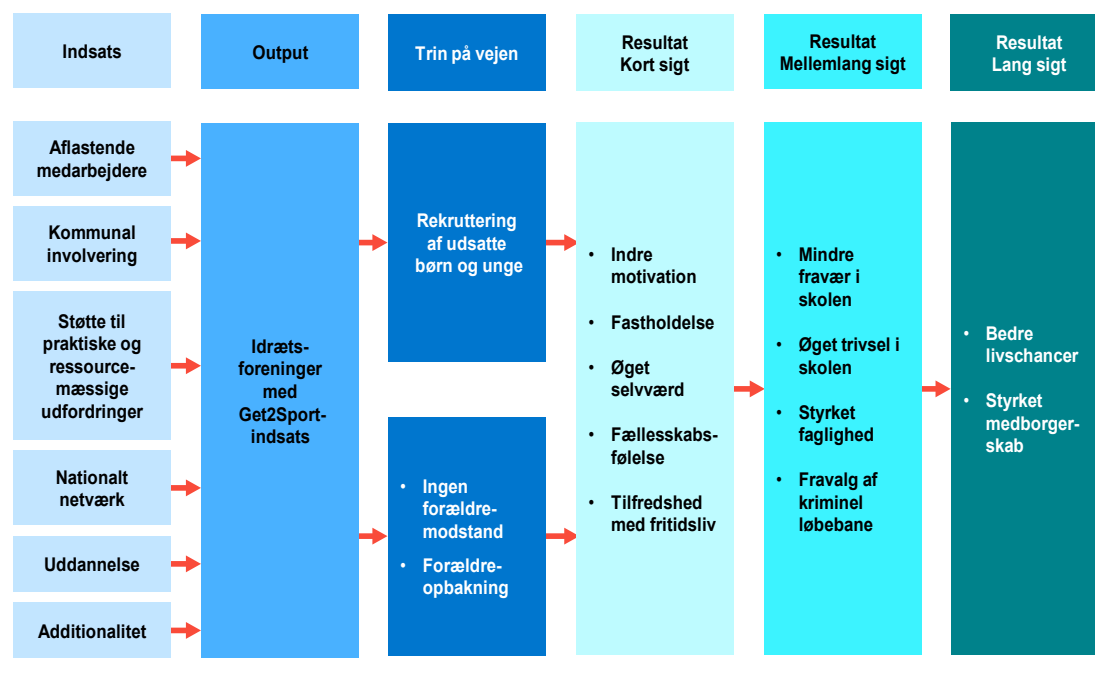 Indsats
Output
Trin på vejen
Resultat
Kort sigt
Resultat
Mellemlang sigt
Resultat
Lang sigt
Aflastende
medarbejdere
Kommunal
involvering
Støtte til
praktiske og
ressource-
mæssige
udfordringer
Nationalt
netværk
Uddannelse
Additionalitet
Idræts-
foreninger
med
Get2Sport-
indsats
Rekruttering
af udsatte
børn og unge
• Ingen
forældre-
modstand
• Forældre-
opbakning
• Indre
motivation
• Fastholdelse
• Øget
selvværd
• Fællesskabs-
følelse
• Tilfredshed
med fritidsliv
• Mindre
fravær i
skolen
• Øget trivsel i
skolen
• Styrket
faglighed
• Fravalg af
kriminel
løbebane
• Bedre
livschancer
• Styrket
medborger-
skab